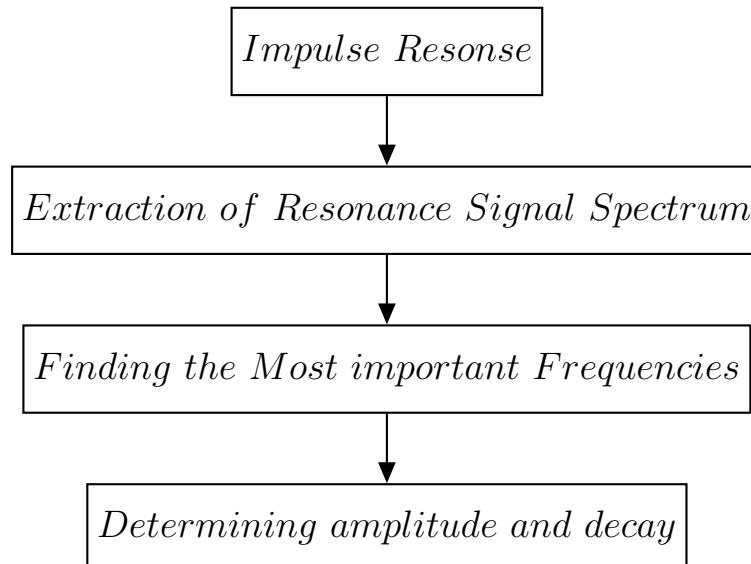 Impulse Resonse
Extraction of Resonance Signal Spectrum
Finding the Most important Frequencies
Determining amplitude and decay